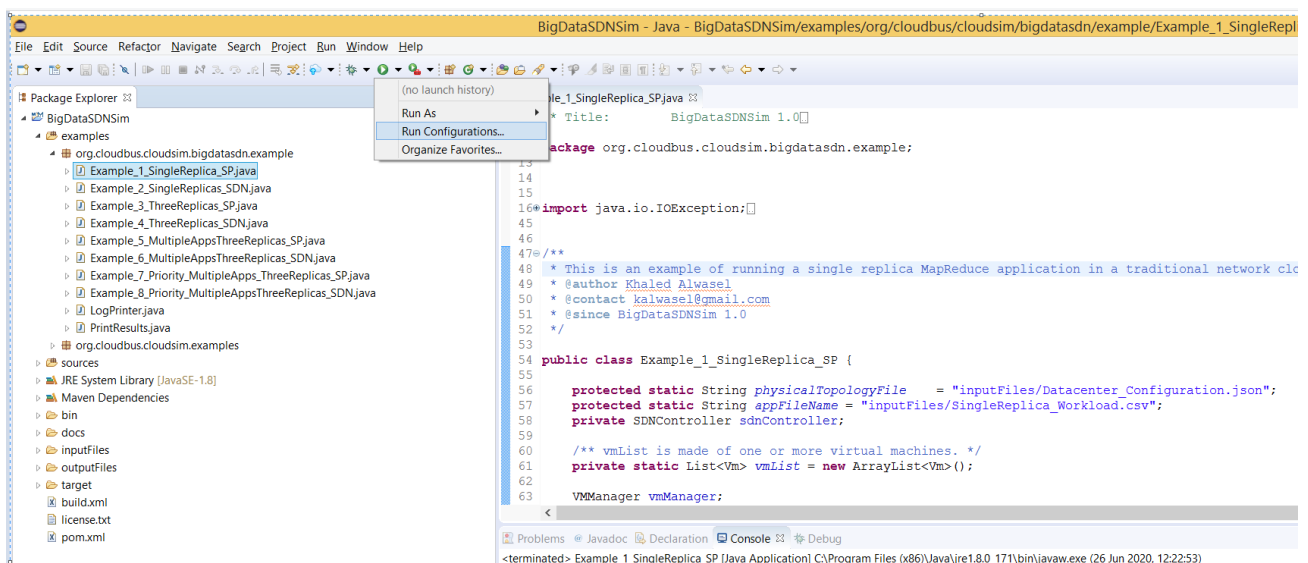 BigDataSDNSim - Java - BigDataSDNSim/examples/org/cloudbus/cloudsim/bigdatasdn/example/Example_1_SingleRepl
File Edit Source Refactor Navigate Search Project Run Window Help
Package Explorer
BigDataSDNSim
examples
org.cloudbus.cloudsim.bigdatasdn.example
Example_1_SingleReplica_SP.java
Example_2_SingleReplicas_SDN.java
Example_3_ThreeReplicas_SP.java
Example_4_ThreeReplicas_SDN.java
Example_5_MultipleAppsThreeReplicas_SP.java
Example_6_MultipleAppsThreeReplicas_SDN.java
Example_7_Priority_MultipleApps_ThreeReplicas_SP.java
Example_8_Priority_MultipleAppsThreeReplicas_SDN.java
LogPrinter.java
PrintResults.java
org.cloudbus.cloudsim.examples
sources
JRE System Library [JavaSE-1.8]
Maven Dependencies
bin
docs
inputFiles
outputFiles
target
build.xml
license.txt
pom.xml
(no launch history)
Run As
Run Configurations...
Organize Favorites...
ple_1_SingleReplica_SP.java
* Title: BigDataSDNSim 1.0
ackage org.cloudbus.cloudsim.bigdatasdn.example;
13
14
15
16 import java.io.IOException;
45
46
47 /**
48 * This is an example of running a single replica MapReduce application in a traditional network clo
49 * @author Khaled Alwasel
50 * @contact kalwasel@gmail.com
51 * @since BigDataSDNSim 1.0
52 */
53
54 public class Example_1_SingleReplica_SP {
55
56 protected static String physicalTopologyFile = "inputFiles/Datacenter_Configuration.json";
57 protected static String appFileName = "inputFiles/SingleReplica_Workload.csv";
58 private SDNController sdnController;
59
60 /** vmList is made of one or more virtual machines. */
61 private static List<Vm> vmList = new ArrayList<Vm>();
62
63 VMManager vmManager;
Problems Javadoc Declaration Console Debug
<terminated> Example_1_SingleReplica_SP [Java Application] C:\Program Files (x86)\Java\jre1.8.0_171\bin\javaw.exe (26 Jun 2020, 12:22:53)